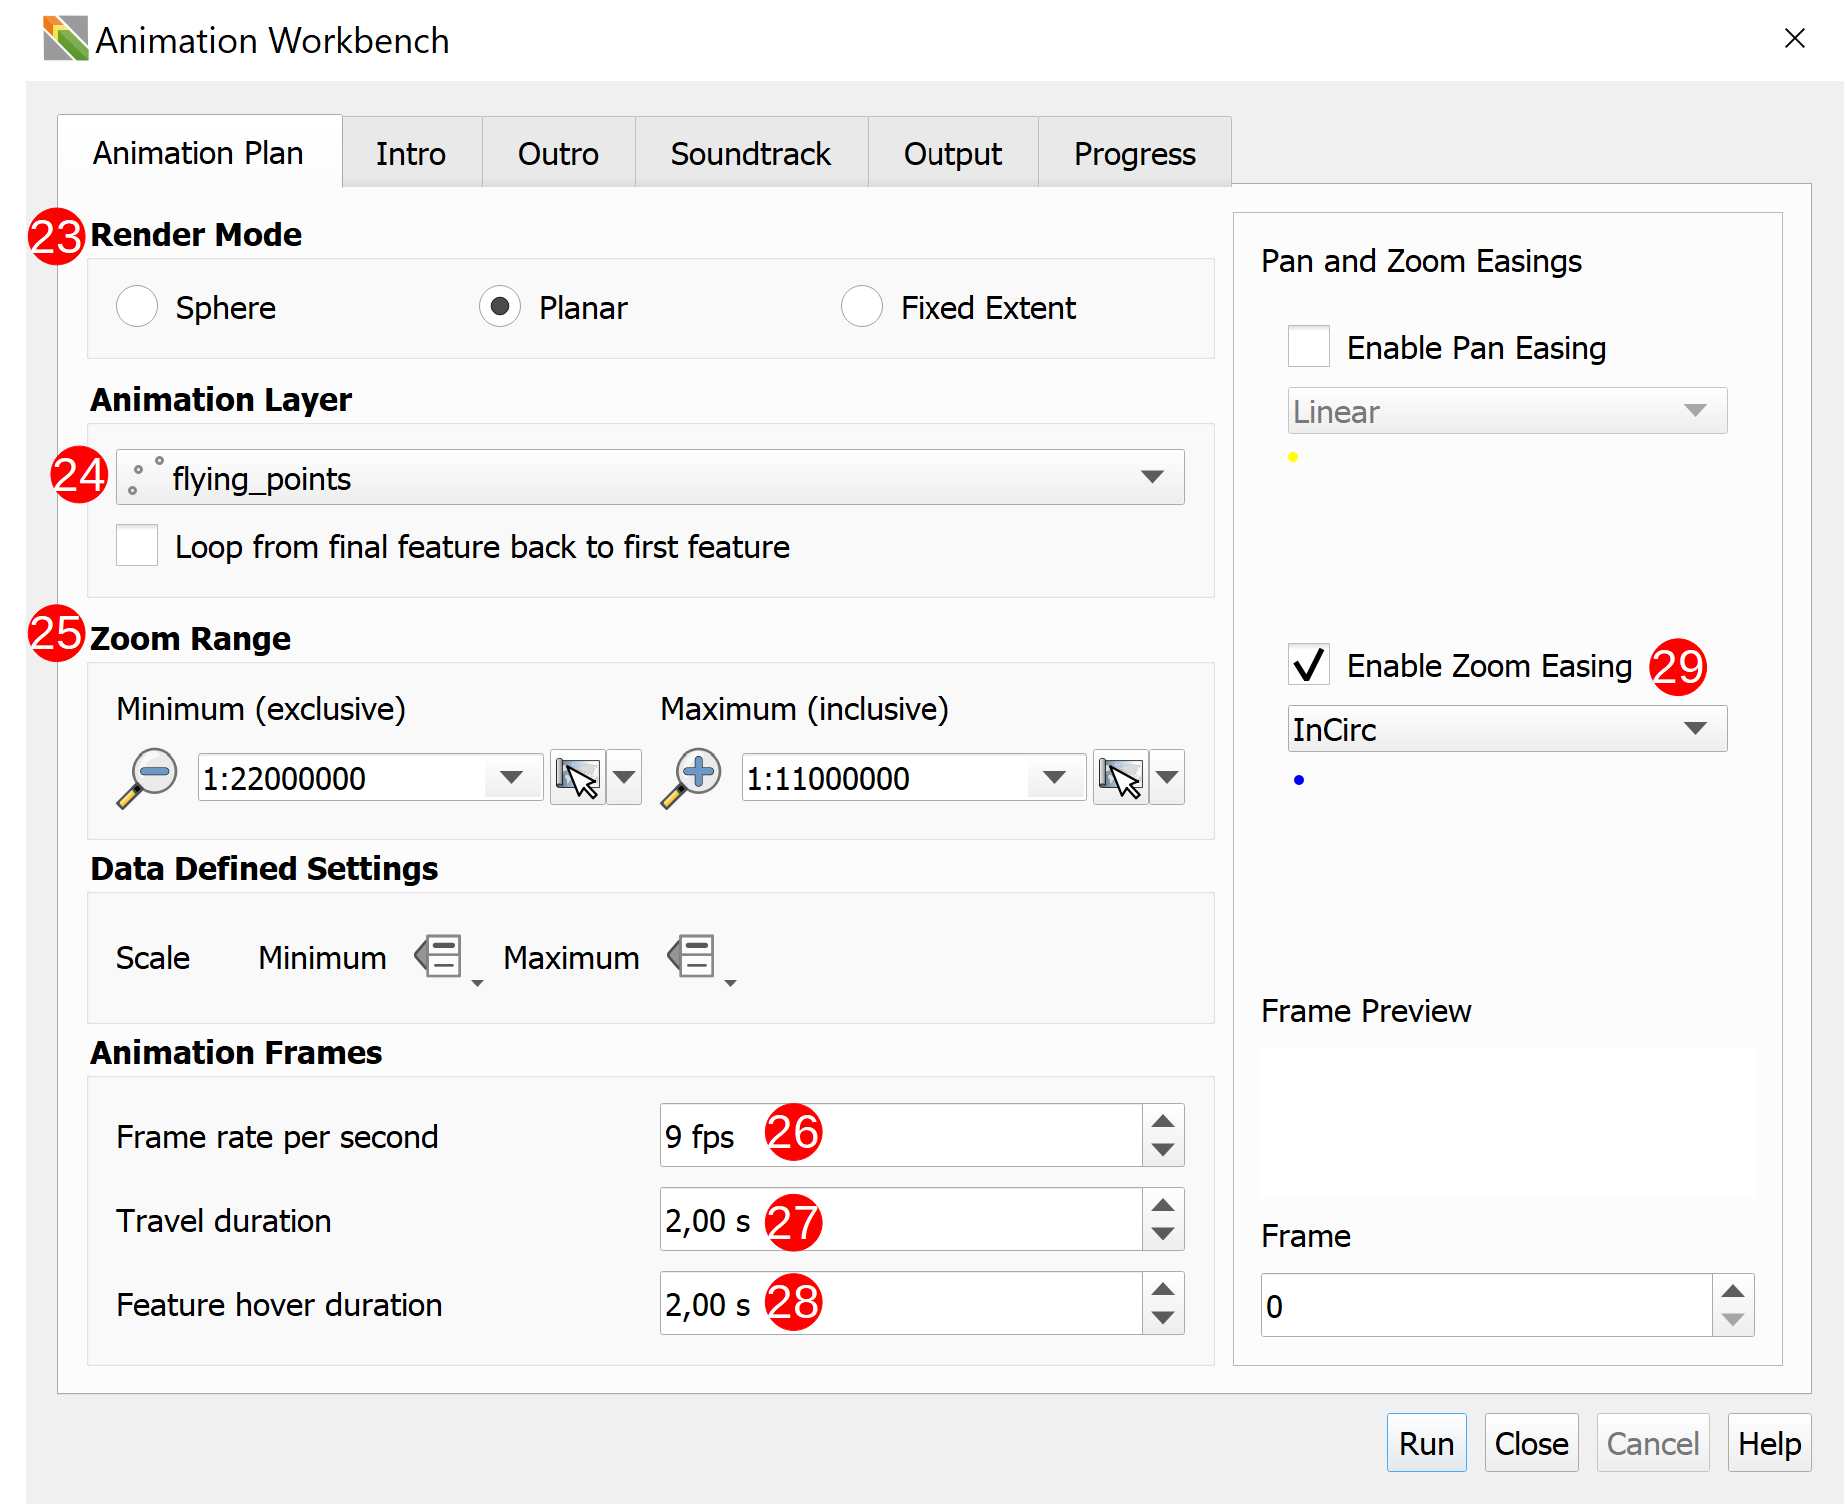 Animation Workbench
Animation Plan Intro Outro Soundtrack Output Progress
23 Render Mode
Sphere Planar Fixed Extent
Animation Layer
24 flying_points
Loop from final feature back to first feature
25 Zoom Range
Minimum (exclusive) Maximum (inclusive)
1:22000000 1:11000000
Data Defined Settings
Scale Minimum Maximum
Animation Frames
Frame rate per second 9 fps 26
Travel duration 2,00 s 27
Feature hover duration 2,00 s 28
Pan and Zoom Easings
Enable Pan Easing
Linear
Enable Zoom Easing 29
InCirc
Frame Preview
Frame
0
Run Close Cancel Help